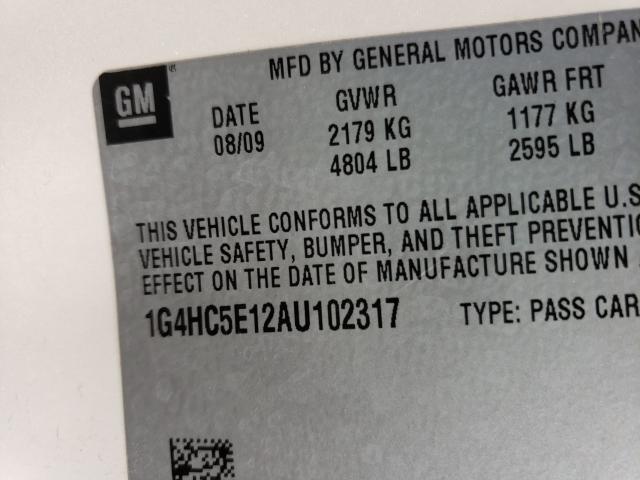 GM
MFD BY GENERAL MOTORS COMPAN
DATE GVWR GAWR FRT
08/09 2179 KG 1177 KG
4804 LB 2595 LB
THIS VEHICLE CONFORMS TO ALL APPLICABLE U.S
VEHICLE SAFETY, BUMPER, AND THEFT PREVENTIO
EFFECT ON THE DATE OF MANUFACTURE SHOWN
1G4HC5E12AU102317 TYPE: PASS CAR